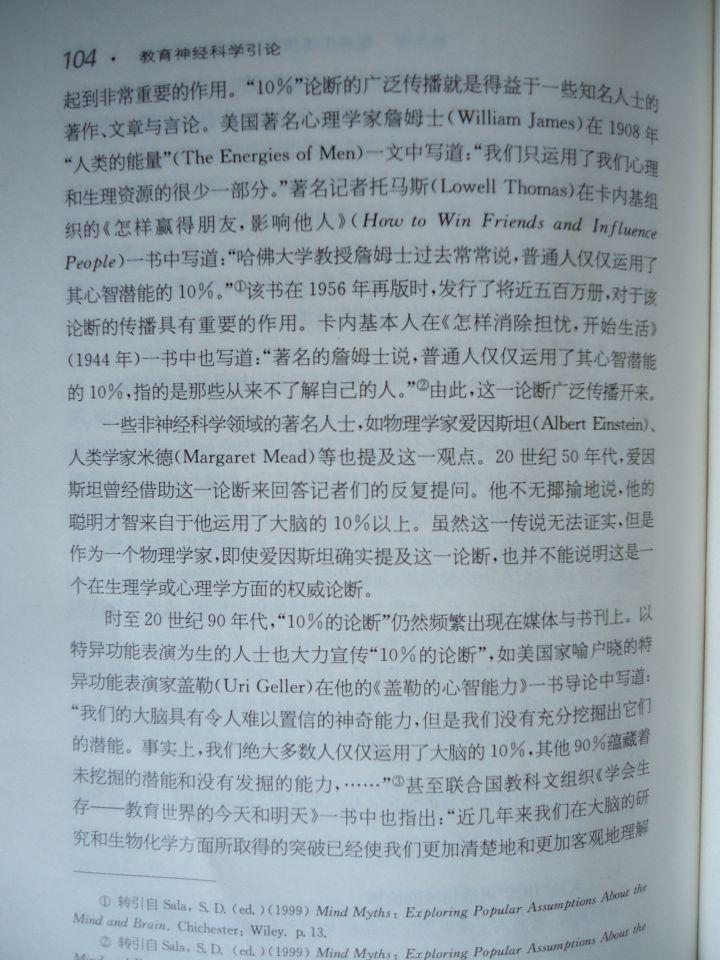 104 · 教育神经科学引论
起到非常重要的作用。“10%”论断的广泛传播就是得益于一些知名人士的
著作、文章与言论。美国著名心理学家詹姆士(William James)在 1908 年
“人类的能量”(The Energies of Men)一文中写道:“我们只运用了我们心理
和生理资源的很少一部分。”著名记者托马斯(Lowell Thomas)在卡内基组
织的《怎样赢得朋友,影响他人》(How to Win Friends and Influence
People)一书中写道:“哈佛大学教授詹姆士过去常常说,普通人仅仅运用了
其心智潜能的 10%。”①该书在 1956 年再版时,发行了将近五百万册,对于该
论断的传播具有重要的作用。卡内基本人在《怎样消除担忧,开始生活》
(1944 年)一书中也写道:“著名的詹姆士说,普通人仅仅运用了其心智潜能
的 10%,指的是那些从来不了解自己的人。”②由此,这一论断广泛传播开来。
一些非神经科学领域的著名人士,如物理学家爱因斯坦(Albert Einstein)、
人类学家米德(Margaret Mead)等也提及这一观点。20 世纪 50 年代,爱因
斯坦曾经借助这一论断来回答记者们的反复提问。他不无揶揄地说,他的
聪明才智来自于他运用了大脑的 10%以上。虽然这一传说无法证实,但是
作为一个物理学家,即使爱因斯坦确实提及这一论断,也并不能说明这是一
个在生理学或心理学方面的权威论断。
时至 20 世纪 90 年代,“10%的论断”仍然频繁出现在媒体与书刊上。以
特异功能表演为生的人士也大力宣传“10%的论断”,如美国家喻户晓的特
异功能表演家盖勒(Uri Geller)在他的《盖勒的心智能力》一书导论中写道:
“我们的大脑具有令人难以置信的神奇能力,但是我们没有充分挖掘出它们
的潜能。事实上,我们绝大多数人仅仅运用了大脑的 10%,其他 90%蕴藏着
未挖掘的潜能和没有发掘的能力,……”③甚至联合国教科文组织《学会生
存——教育世界的今天和明天》一书中也指出:“近几年来我们在大脑的研
究和生物化学方面所取得的突破已经使我们更加清楚地和更加客观地理解
① 转引自 Sala, S. D. (ed.)(1999) Mind Myths: Exploring Popular Assumptions About the
Mind and Brain. Chichester: Wiley. p. 13.
② 转引自 Sala, S. D. (ed.)(1999) Mind Myths: Exploring Popular Assumptions About the